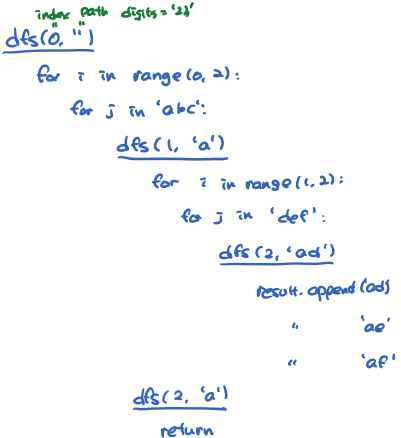 index path digits = '23'
dfs(0, '')
for i in range(0, 2):
for j in 'abc':
dfs(1, 'a')
for i in range(1, 2):
for j in 'def':
dfs(2, 'ad')
result.append('ad')
" 'ae'
" 'af'
dfs(2, 'a')
return